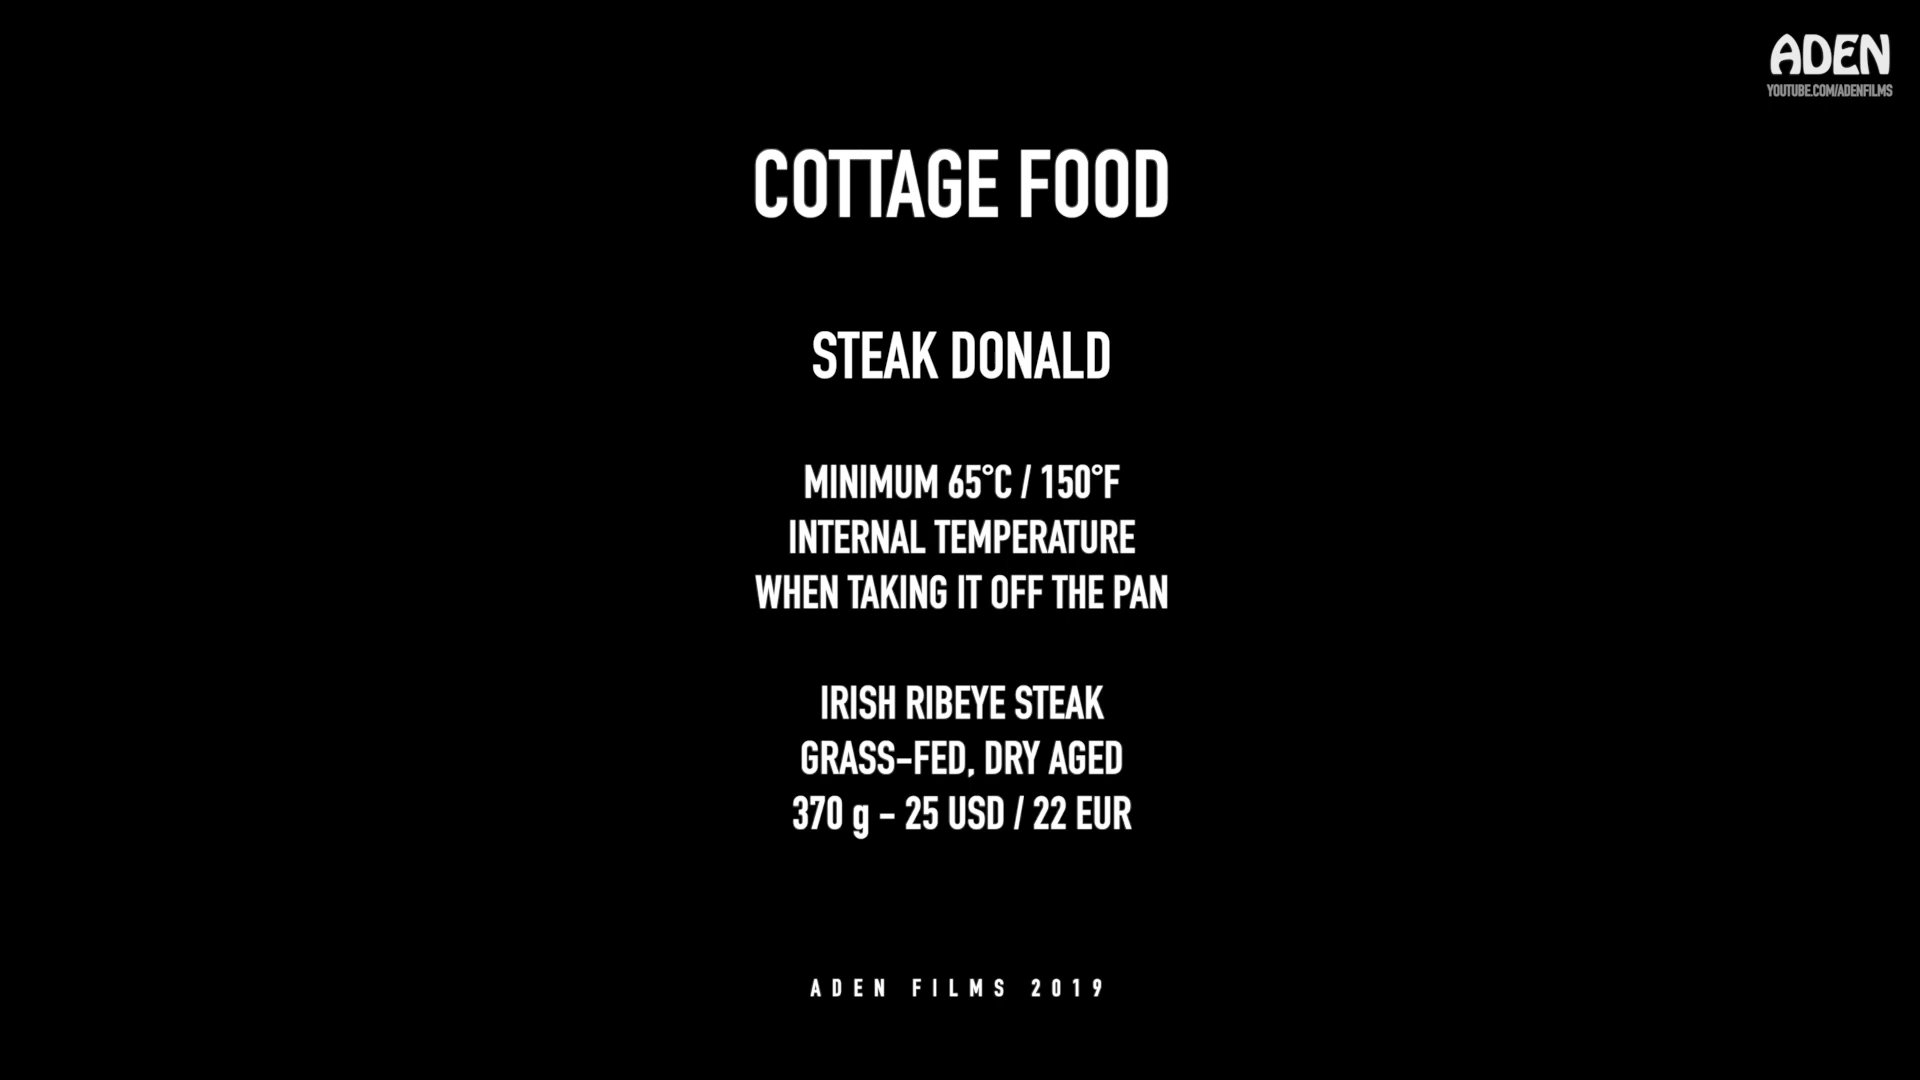 ADEN
YOUTUBE.COM/ADENFILMS
COTTAGE FOOD
STEAK DONALD
MINIMUM 65°C / 150°F
INTERNAL TEMPERATURE
WHEN TAKING IT OFF THE PAN
IRISH RIBEYE STEAK
GRASS-FED, DRY AGED
370 g - 25 USD / 22 EUR
ADEN FILMS 2019